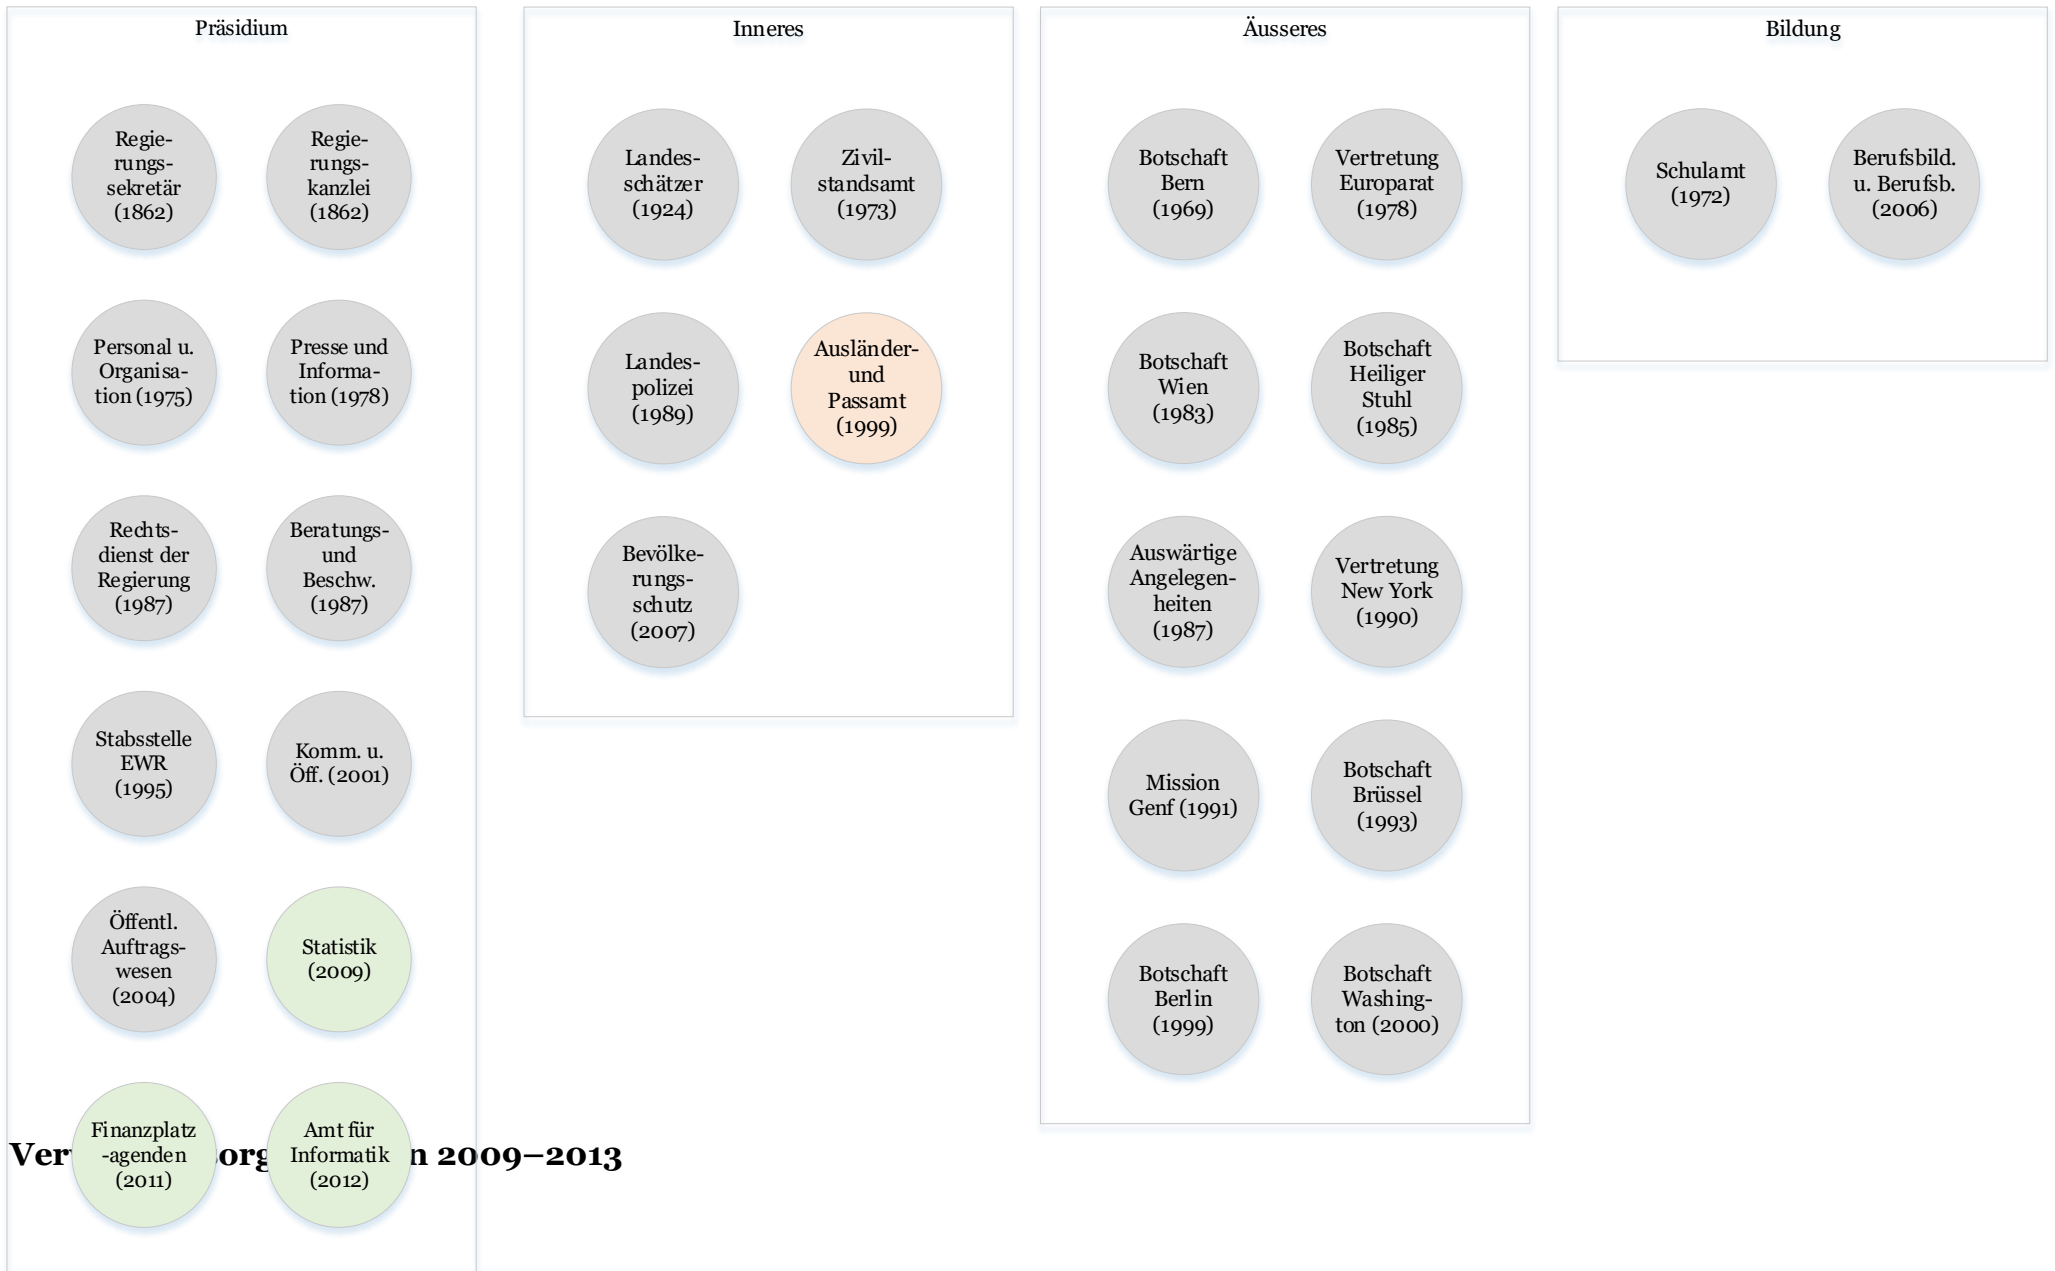 Präsidium
Regie-
rungs-
sekretär
(1862)
Regie-
rungs-
kanzlei
(1862)
Personal u.
Organisa-
tion (1975)
Presse und
Informa-
tion (1978)
Rechts-
dienst der
Regierung
(1987)
Beratungs-
und
Beschw.
(1987)
Stabsstelle
EWR
(1995)
Komm. u.
Öff. (2001)
Öffentl.
Auftrags-
wesen
(2004)
Statistik
(2009)
Finanzplatz
-agenden
(2011)
Amt für
Informatik
(2012)
Inneres
Landes-
schätzer
(1924)
Zivil-
standsamt
(1973)
Landes-
polizei
(1989)
Ausländer-
und
Passamt
(1999)
Bevölke-
rungs-
schutz
(2007)
Äusseres
Botschaft
Bern
(1969)
Vertretung
Europarat
(1978)
Botschaft
Wien
(1983)
Botschaft
Heiliger
Stuhl
(1985)
Auswärtige
Angelegen-
heiten
(1987)
Vertretung
New York
(1990)
Mission
Genf (1991)
Botschaft
Brüssel
(1993)
Botschaft
Berlin
(1999)
Botschaft
Washing-
ton (2000)
Bildung
Schulamt
(1972)
Berufsbild.
u. Berufsb.
(2006)
2009–2013